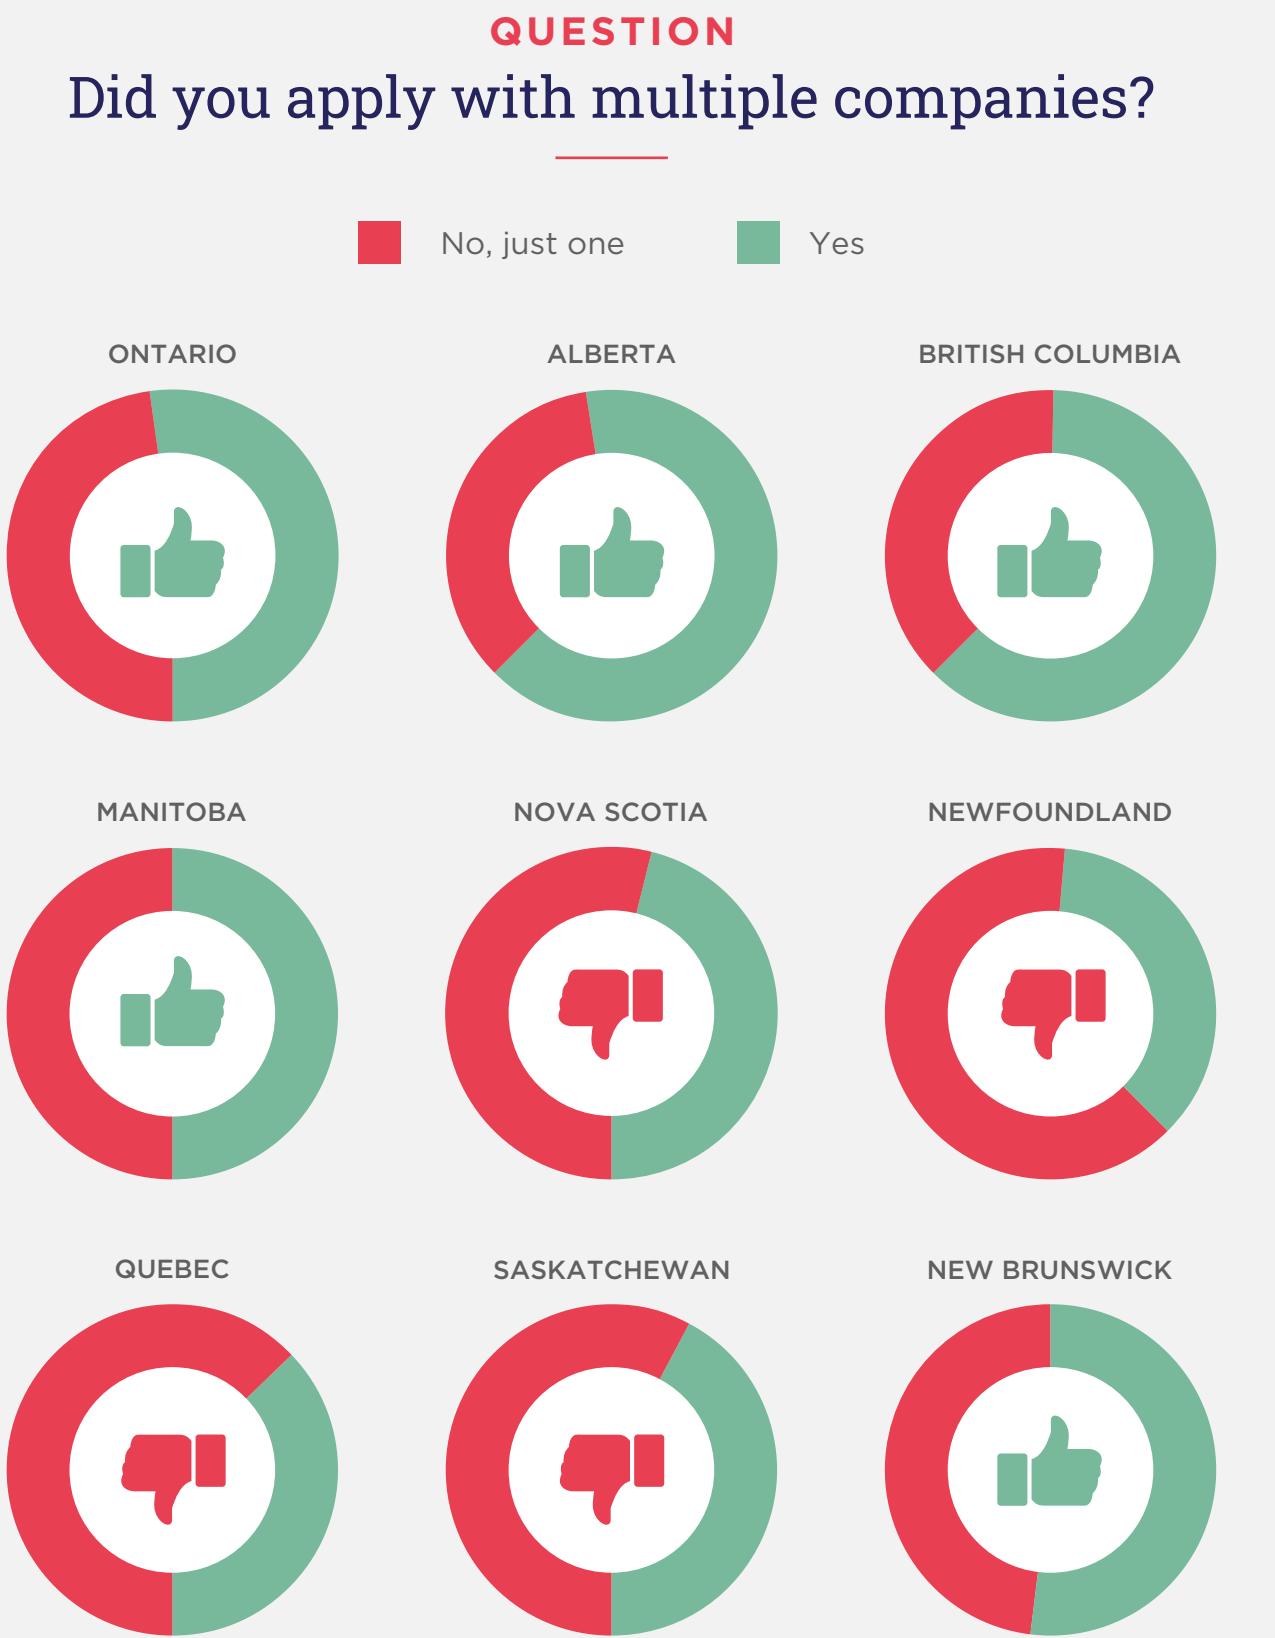 QUESTION
Did you apply with multiple companies?
No, just one
Yes
ONTARIO
ALBERTA
BRITISH COLUMBIA
MANITOBA
NOVA SCOTIA
NEWFOUNDLAND
QUEBEC
SASKATCHEWAN
NEW BRUNSWICK